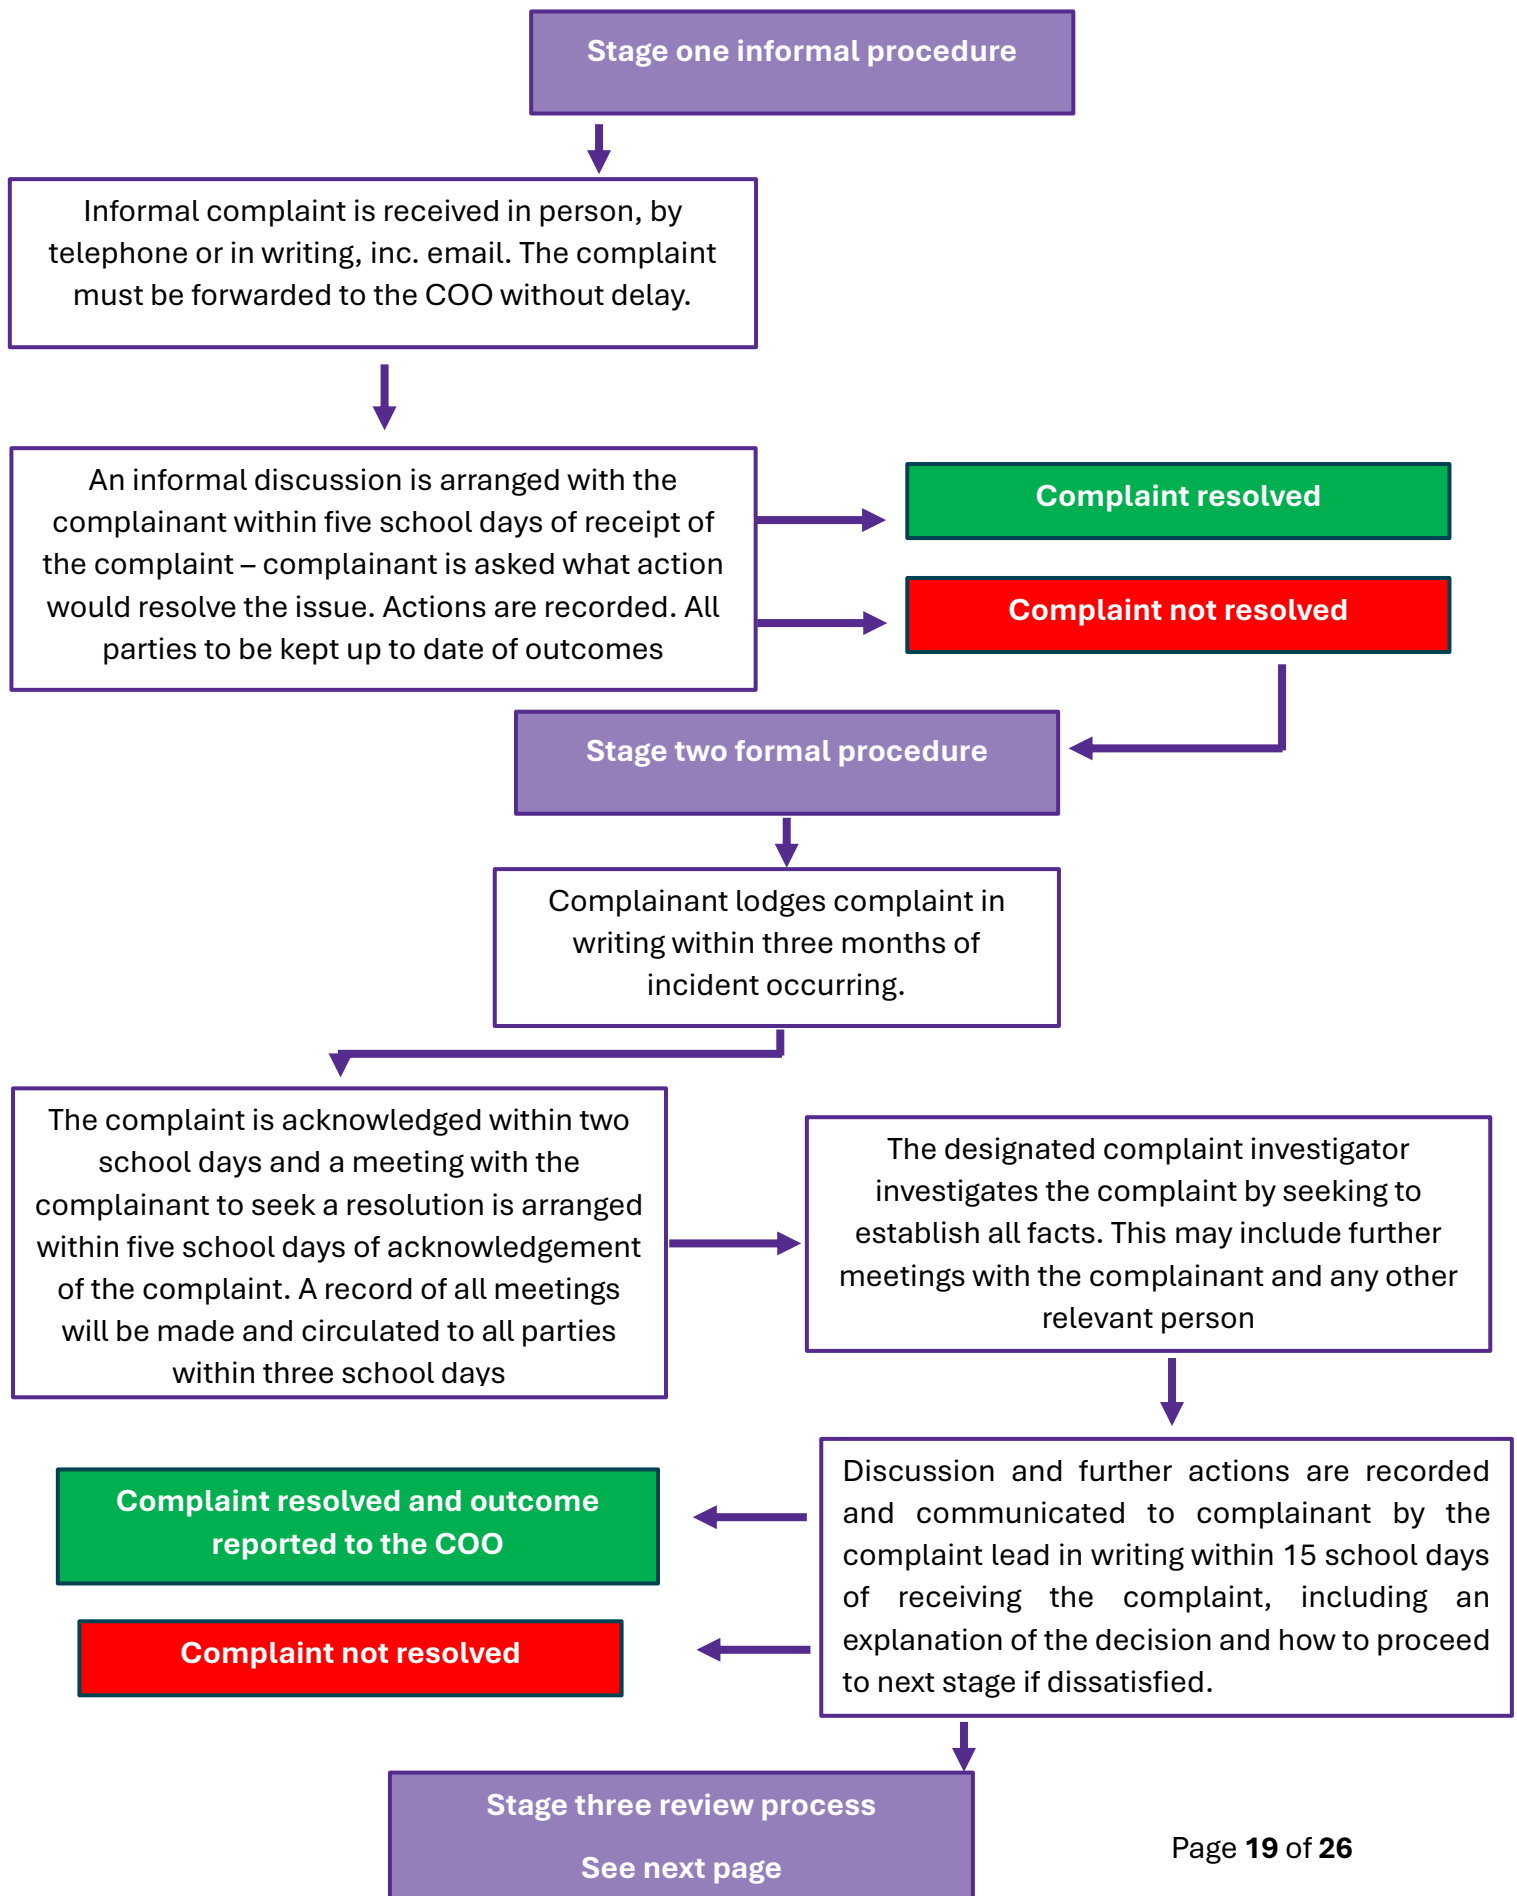 Stage one informal procedure
Informal complaint is received in person, by
telephone or in writing, inc. email. The complaint
must be forwarded to the COO without delay.
An informal discussion is arranged with the
complainant within five school days of receipt of
the complaint – complainant is asked what action
would resolve the issue. Actions are recorded. All
parties to be kept up to date of outcomes
Complaint resolved
Complaint not resolved
Stage two formal procedure
Complainant lodges complaint in
writing within three months of
incident occurring.
The complaint is acknowledged within two
school days and a meeting with the
complainant to seek a resolution is arranged
within five school days of acknowledgement
of the complaint. A record of all meetings
will be made and circulated to all parties
within three school days
The designated complaint investigator
investigates the complaint by seeking to
establish all facts. This may include further
meetings with the complainant and any other
relevant person
Discussion and further actions are recorded
and communicated to complainant by the
complaint lead in writing within 15 school days
of receiving the complaint, including an
explanation of the decision and how to proceed
to next stage if dissatisfied.
Complaint resolved and outcome
reported to the COO
Complaint not resolved
Stage three review process
See next page
Page 19 of 26